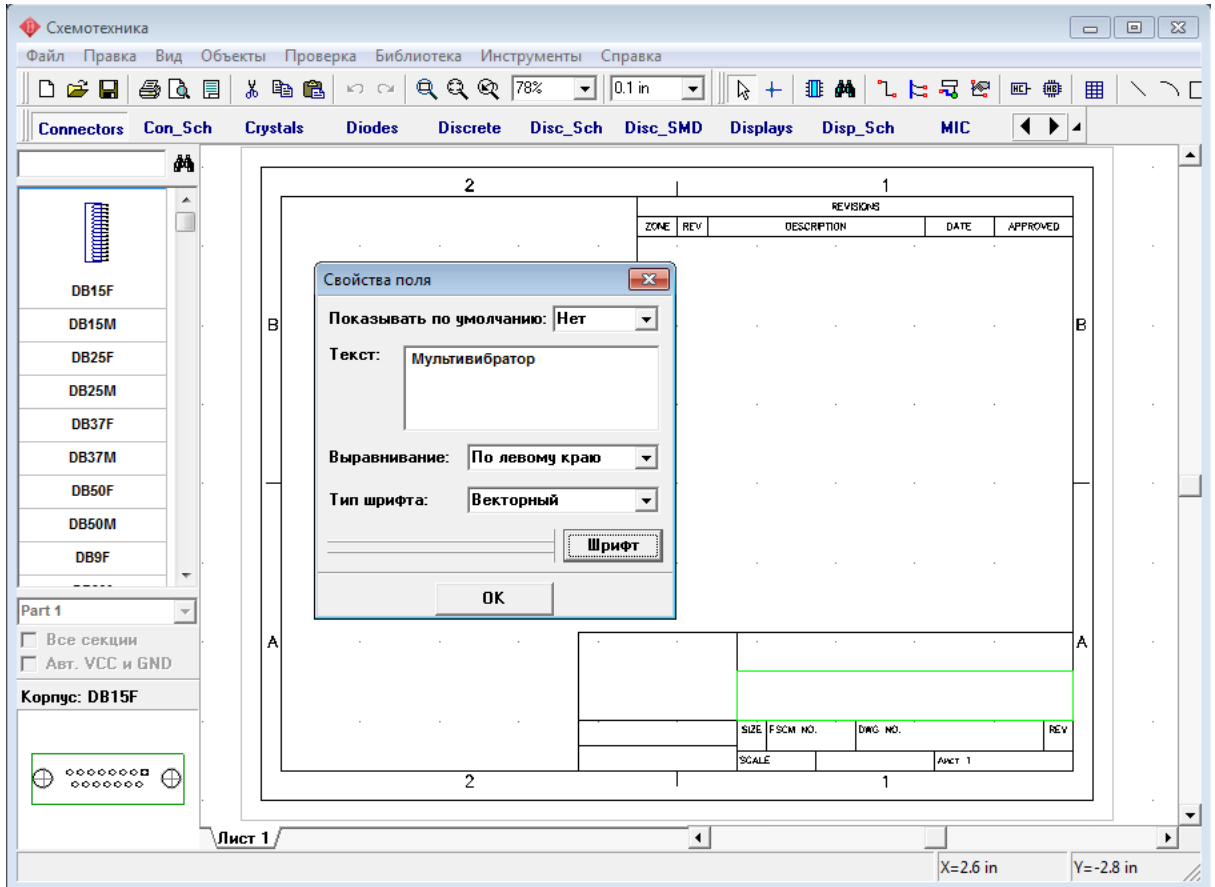 Схемотехника
Файл Правка Вид Объекты Проверка Библиотека Инструменты Справка
78% 0.1 in
Connectors Con_Sch Crystals Diodes Discrete Disc_Sch Disc_SMD Displays Disp_Sch MIC
2 1
REVISIONS
ZONE REV DESCRIPTION DATE APPROVED
DB15F
DB15M
DB25F
DB25M
DB37F
DB37M
DB50F
DB50M
DB9F
Свойства поля
Показывать по умолчанию: Нет
Текст: Мультивибратор
Выравнивание: По левому краю
Тип шрифта: Векторный
Шрифт
OK
B B
Part 1
Все секции
Авт. VCC и GND
A A
Корпус: DB15F
SIZE FSCM NO. DWG NO. REV
SCALE Лист 1
2 1
Лист 1
X=2.6 in Y=-2.8 in